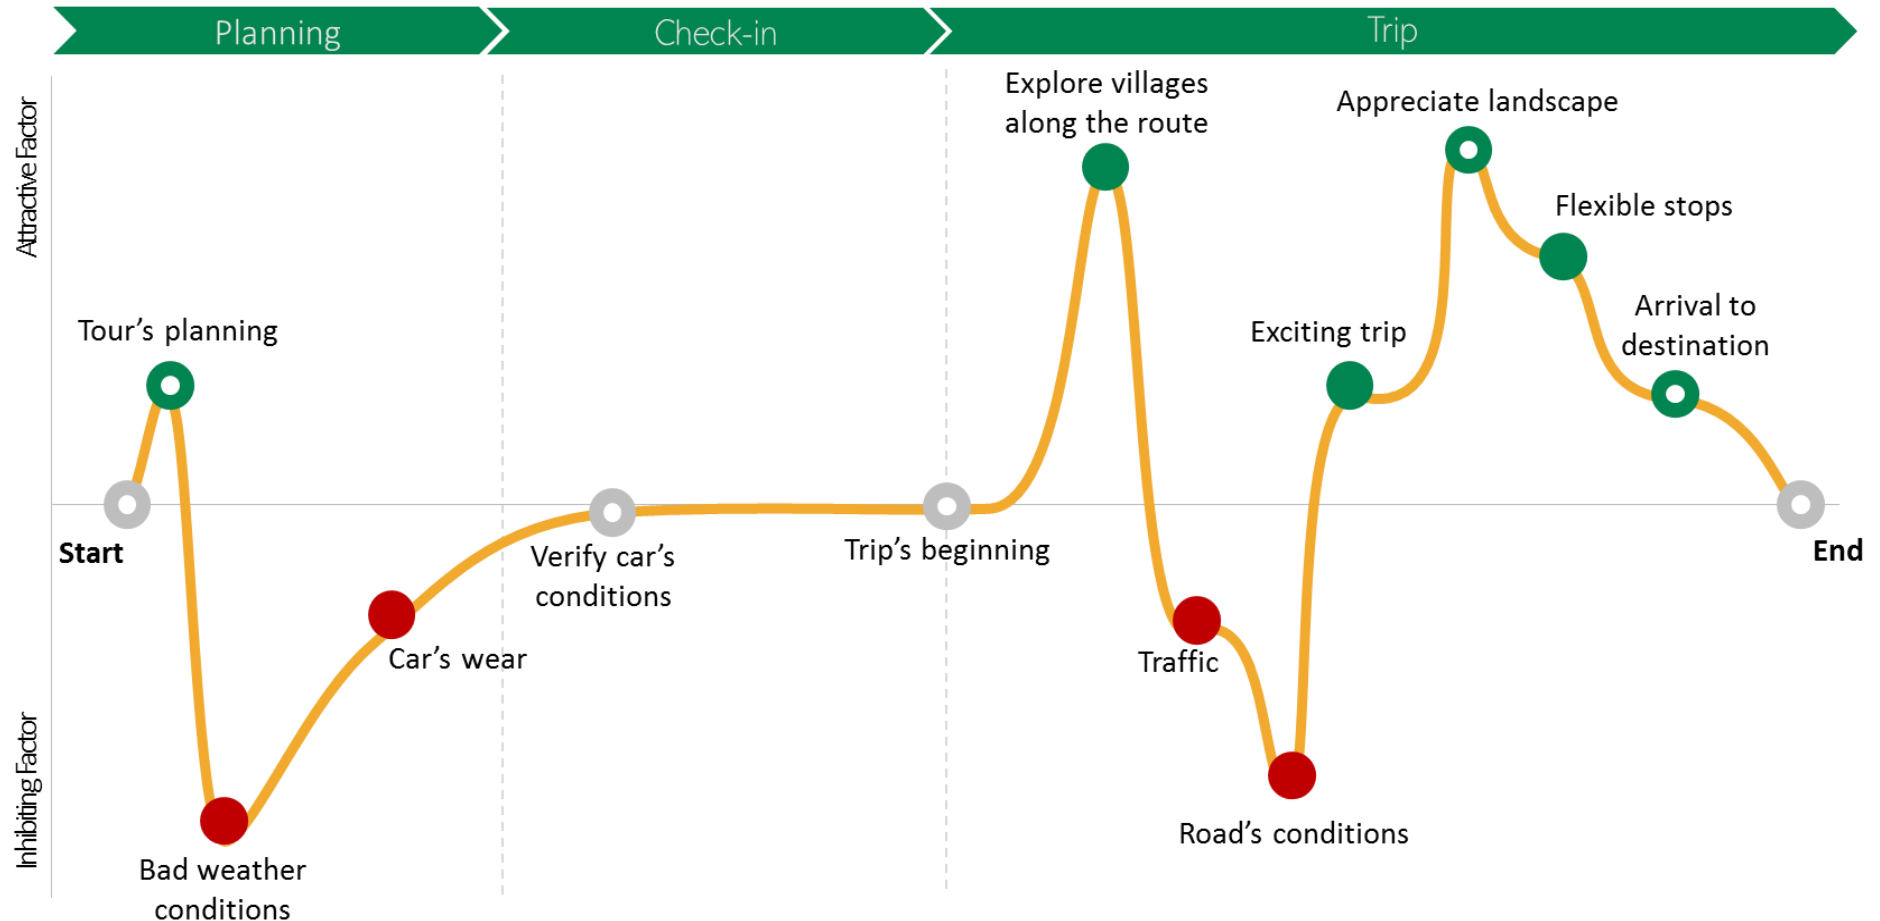 Planning
Check-in
Trip
Attractive Factor
Inhibiting Factor
Explore villages
along the route
Appreciate landscape
Flexible stops
Tour’s planning
Exciting trip
Arrival to
destination
Start
Verify car’s
conditions
Trip’s beginning
End
Car’s wear
Traffic
Road’s conditions
Bad weather
conditions